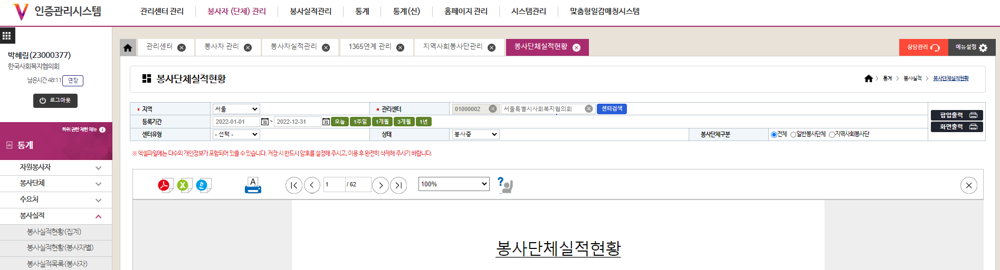 인증관리시스템
관리센터 관리
봉사자 (단체) 관리
봉사실적관리
통계
통계(신)
홈페이지 관리
시스템관리
맞춤형일감매칭시스템
박혜림(23000377)
한국사회복지협의회
남은시간 48:11 연장
로그아웃
하위 권한 제한 메뉴 i
통계
자원봉사자
봉사단체
수요처
봉사실적
봉사실적현황(집계)
봉사실적현황(봉사자별)
봉사실적목록(봉사자)
관리센터
봉사자 관리
봉사자실적관리
1365연계 관리
지역사회봉사단관리
봉사단체실적현황
상담관리
메뉴설정
봉사단체실적현황
통계 > 봉사실적 > 봉사단체실적현황
지역 서울 관리센터 01000002 서울특별시사회복지협의회 센터검색
등록기간 2022-01-01 31 ~ 2022-12-31 31 오늘 1주일 1개월 3개월 1년
센터유형 - 선택 - 상태 봉사중 봉사단체구분 전체 일반봉사단체 지역사회봉사단
팝업출력
화면출력
※ 엑셀파일에는 다수의 개인정보가 포함되어 있을 수 있습니다. 저장 시 반드시 암호를 설정해 주시고, 이용 후 완전히 삭제해 주시기 바랍니다.
X 한 A 1 / 62 100% ?
봉사단체실적현황